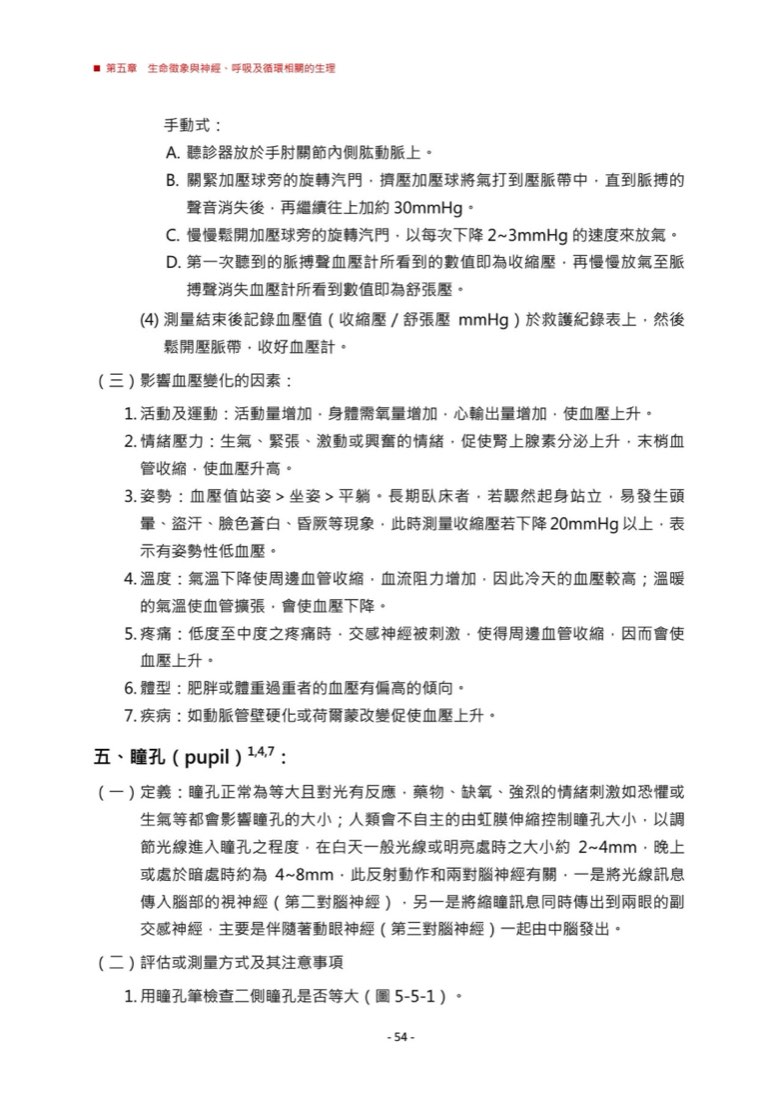 ■ 第五章　生命徵象與神經、呼吸及循環相關的生理
手動式：
A. 聽診器放於手肘關節內側肱動脈上。
B. 關緊加壓球旁的旋轉汽門，擠壓加壓球將氣打到壓脈帶中，直到脈搏的
聲音消失後，再繼續往上加約 30mmHg。
C. 慢慢鬆開加壓球旁的旋轉汽門，以每次下降 2~3mmHg 的速度來放氣。
D. 第一次聽到的脈搏聲血壓計所看到的數值即為收縮壓，再慢慢放氣至脈
搏聲消失血壓計所看到數值即為舒張壓。
(4) 測量結束後記錄血壓值（收縮壓 / 舒張壓 mmHg）於救護紀錄表上，然後
鬆開壓脈帶，收好血壓計。
（三）影響血壓變化的因素：
1. 活動及運動：活動量增加，身體需氧量增加，心輸出量增加，使血壓上升。
2. 情緒壓力：生氣、緊張、激動或興奮的情緒，促使腎上腺素分泌上升，末梢血
管收縮，使血壓升高。
3. 姿勢：血壓值站姿＞坐姿＞平躺。長期臥床者，若驟然起身站立，易發生頭
暈、盜汗、臉色蒼白、昏厥等現象，此時測量收縮壓若下降 20mmHg 以上，表
示有姿勢性低血壓。
4. 溫度：氣溫下降使周邊血管收縮，血流阻力增加，因此冷天的血壓較高；溫暖
的氣溫使血管擴張，會使血壓下降。
5. 疼痛：低度至中度之疼痛時，交感神經被刺激，使得周邊血管收縮，因而會使
血壓上升。
6. 體型：肥胖或體重過重者的血壓有偏高的傾向。
7. 疾病：如動脈管壁硬化或荷爾蒙改變促使血壓上升。
五、瞳孔（pupil）1,4,7：
（一）定義：瞳孔正常為等大且對光有反應，藥物、缺氧、強烈的情緒刺激如恐懼或
生氣等都會影響瞳孔的大小；人類會不自主的由虹膜伸縮控制瞳孔大小，以調
節光線進入瞳孔之程度，在白天一般光線或明亮處時之大小約 2~4mm，晚上
或處於暗處時約為 4~8mm，此反射動作和兩對腦神經有關，一是將光線訊息
傳入腦部的視神經（第二對腦神經），另一是將縮瞳訊息同時傳出到兩眼的副
交感神經，主要是伴隨著動眼神經（第三對腦神經）一起由中腦發出。
（二）評估或測量方式及其注意事項
1. 用瞳孔筆檢查二側瞳孔是否等大（圖 5-5-1）。
- 54 -